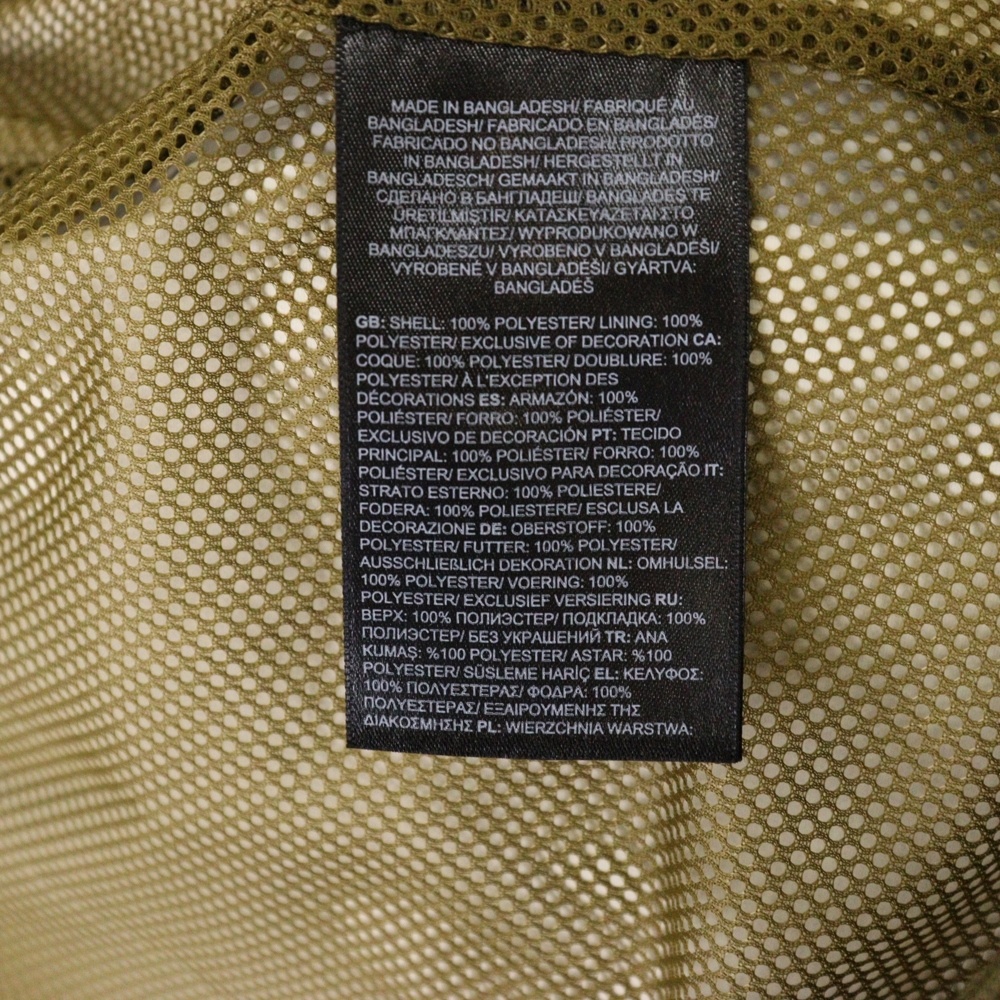 MADE IN BANGLADESH/ FABRIQUÉ AU
BANGLADESH/ FABRICADO EN BANGLADÉS/
FABRICADO NO BANGLADESH/ PRODOTTO
IN BANGLADESH/ HERGESTELLT IN
BANGLADESCH/ GEMAAKT IN BANGLADESH/
СДЕЛАНО В БАНГЛАДЕШ/ BANGLADEŞ'TE
ÜRETİLMİŞTİR/ ΚΑΤΑΣΚΕΥΑΖΕΤΑΙ ΣΤΟ
ΜΠΑΓΚΛΑΝΤΕΣ/ WYPRODUKOWANO W
BANGLADESZU/ VYROBENO V BANGLADÉŠI/
VYROBENÉ V BANGLADÉŠI/ GYÁRTVA:
BANGLADÉS
GB: SHELL: 100% POLYESTER/ LINING: 100%
POLYESTER/ EXCLUSIVE OF DECORATION CA:
COQUE: 100% POLYESTER/ DOUBLURE: 100%
POLYESTER/ À L'EXCEPTION DES
DÉCORATIONS ES: ARMAZÓN: 100%
POLIÉSTER/ FORRO: 100% POLIÉSTER/
EXCLUSIVO DE DECORACIÓN PT: TECIDO
PRINCIPAL: 100% POLIÉSTER/ FORRO: 100%
POLIÉSTER/ EXCLUSIVO PARA DECORAÇÃO IT:
STRATO ESTERNO: 100% POLIESTERE/
FODERA: 100% POLIESTERE/ ESCLUSA LA
DECORAZIONE DE: OBERSTOFF: 100%
POLYESTER/ FUTTER: 100% POLYESTER/
AUSSCHLIEßLICH DEKORATION NL: OMHULSEL:
100% POLYESTER/ VOERING: 100%
POLYESTER/ EXCLUSIEF VERSIERING RU:
ВЕРХ: 100% ПОЛИЭСТЕР/ ПОДКЛАДКА: 100%
ПОЛИЭСТЕР/ БЕЗ УКРАШЕНИЙ TR: ANA
KUMAŞ: %100 POLYESTER/ ASTAR: %100
POLYESTER/ SÜSLEME HARİÇ EL: ΚΕΛΥΦΟΣ:
100% ΠΟΛΥΕΣΤΕΡΑΣ/ ΦΟΔΡΑ: 100%
ΠΟΛΥΕΣΤΕΡΑΣ/ ΕΞΑΙΡΟΥΜΕΝΗΣ ΤΗΣ
ΔΙΑΚΟΣΜΗΣΗΣ PL: WIERZCHNIA WARSTWA: